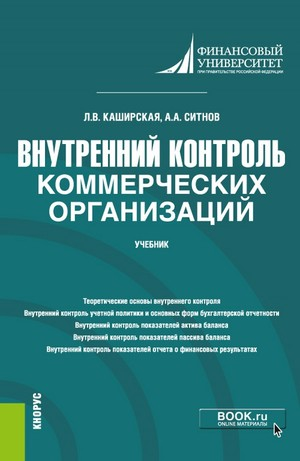 ФИНАНСОВЫЙ
УНИВЕРСИТЕТ
ПРИ ПРАВИТЕЛЬСТВЕ РОССИЙСКОЙ ФЕДЕРАЦИИ
Л.В. КАШИРСКАЯ, А.А. СИТНОВ
ВНУТРЕННИЙ КОНТРОЛЬ
КОММЕРЧЕСКИХ
ОРГАНИЗАЦИЙ
УЧЕБНИК
Теоретические основы внутреннего контроля
Внутренний контроль учетной политики и основных форм бухгалтерской отчетности
Внутренний контроль показателей актива баланса
Внутренний контроль показателей пассива баланса
Внутренний контроль показателей отчета о финансовых результатах
КНОРУС
BOOK.ru
ONLINE МАТЕРИАЛЫ